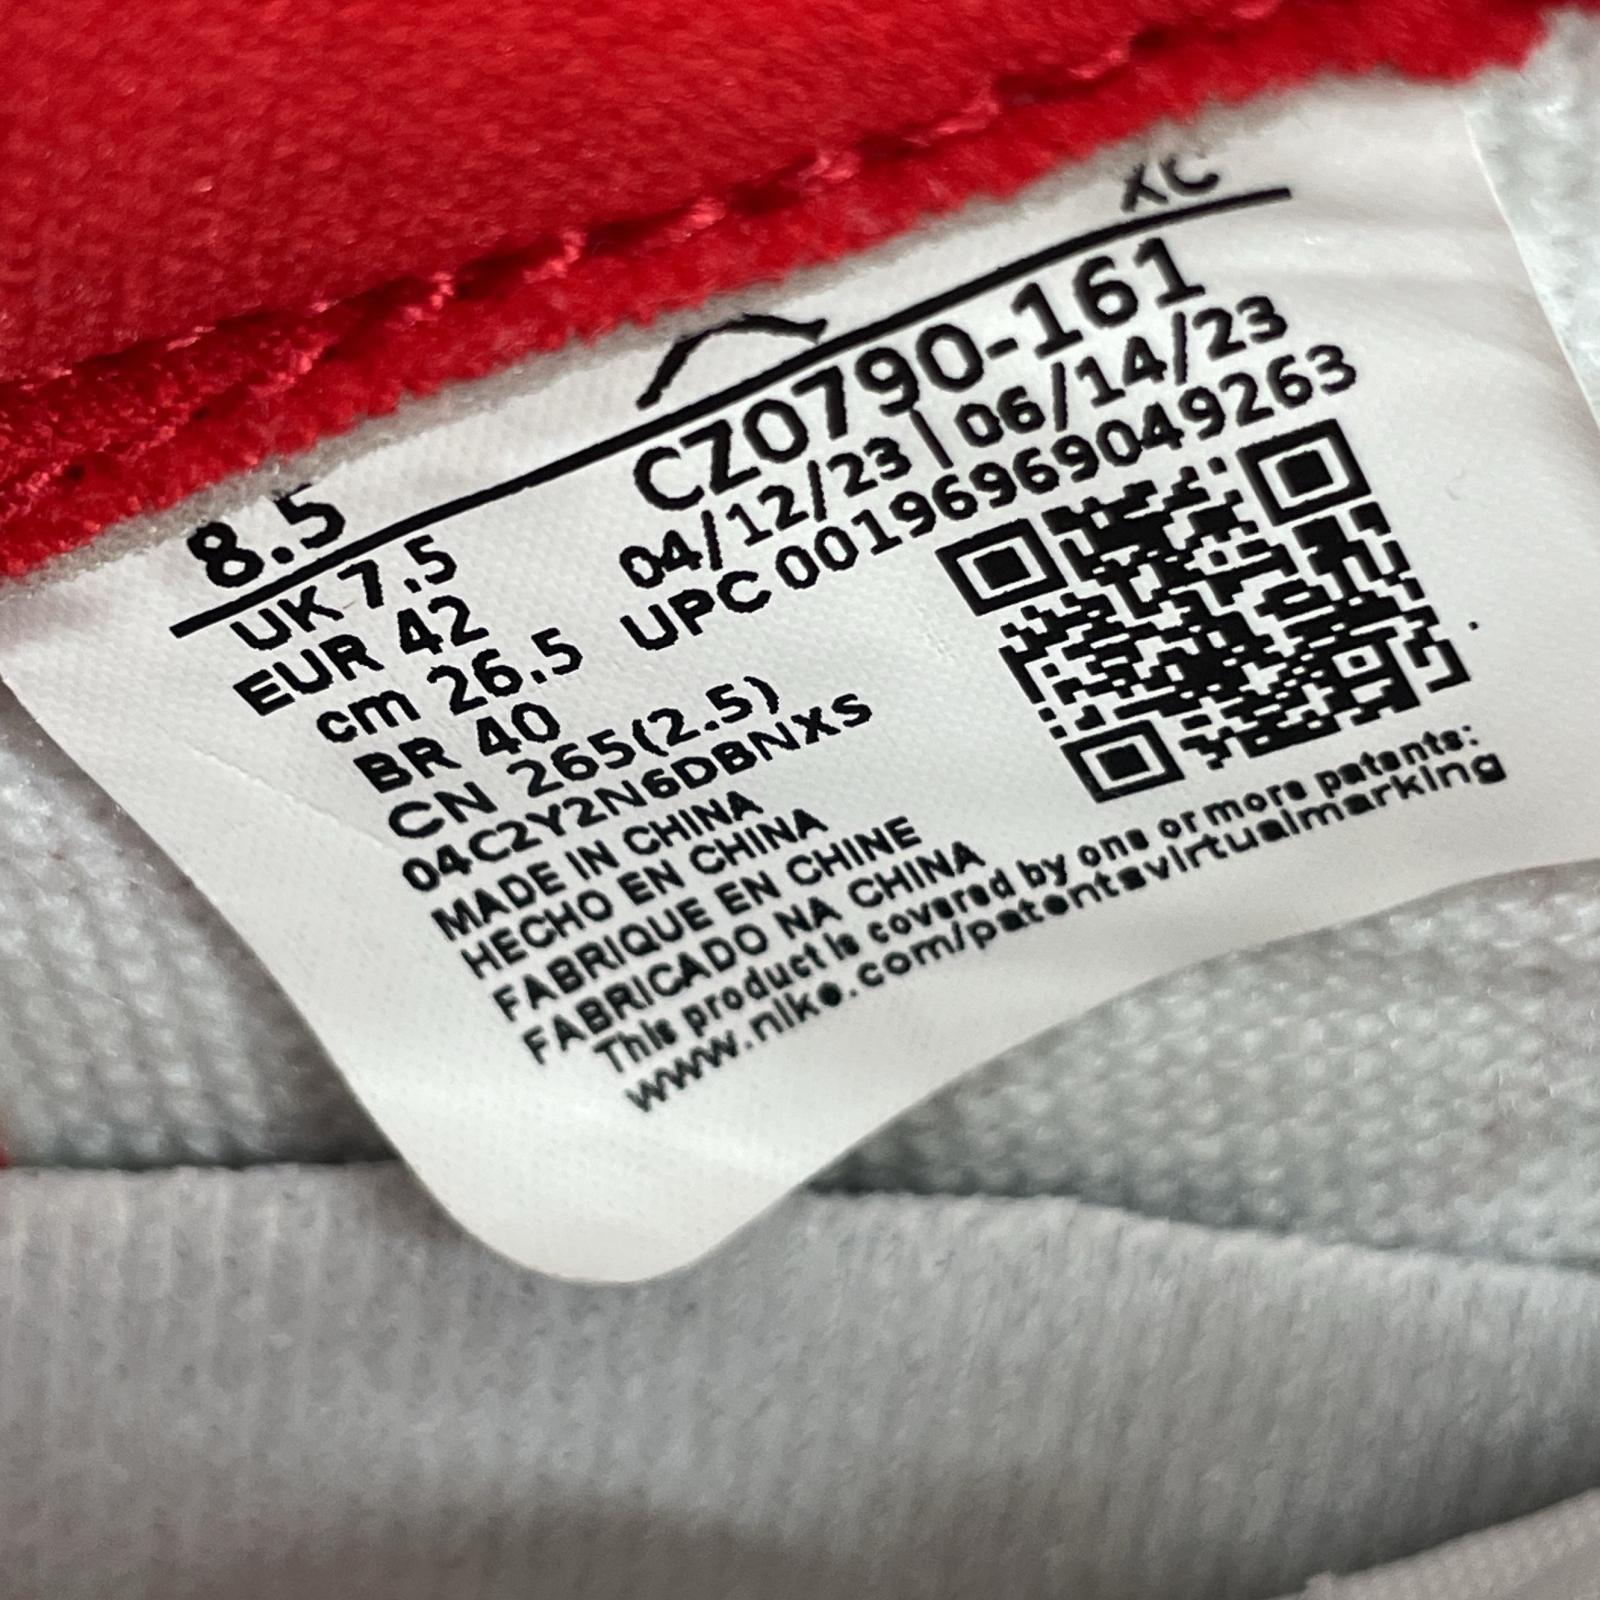 XC
8.5
CZ0790-161
UK 7.5
04/12/23 | 06/14/23
EUR 42
UPC 00196969049263
cm 26.5
BR 40
CN 265(2.5)
04C2Y2N6DBNXS
MADE IN CHINA
HECHO EN CHINA
FABRIQUE EN CHINE
FABRICADO NA CHINA
This product is covered by one or more patents:
www.nike.com/patentsvirtualmarking